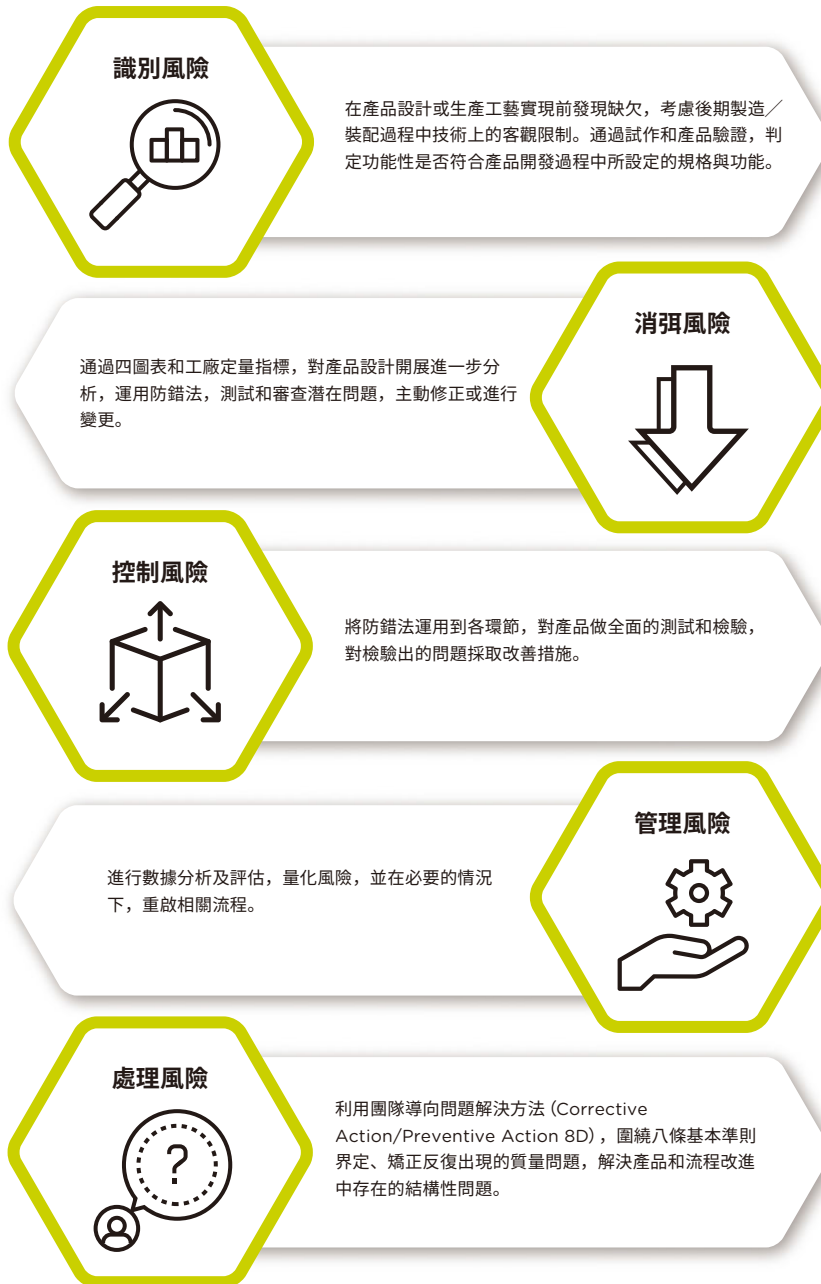 識別風險
在產品設計或生產工藝實現前發現缺欠，考慮後期製造／
裝配過程中技術上的客觀限制。通過試作和產品驗證，判
定功能性是否符合產品開發過程中所設定的規格與功能。
消弭風險
通過四圖表和工廠定量指標，對產品設計開展進一步分
析，運用防錯法，測試和審查潛在問題，主動修正或進行
變更。
控制風險
將防錯法運用到各環節，對產品做全面的測試和檢驗，
對檢驗出的問題採取改善措施。
管理風險
進行數據分析及評估，量化風險，並在必要的情況
下，重啟相關流程。
處理風險
利用團隊導向問題解決方法 (Corrective
Action/Preventive Action 8D)，圍繞八條基本準則
界定、矯正反復出現的質量問題，解決產品和流程改進
中存在的結構性問題。
?